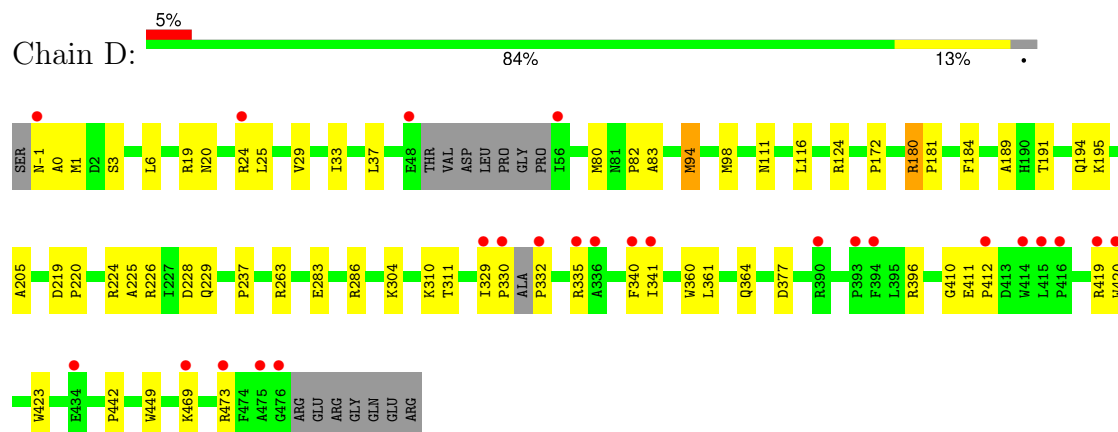 5%
Chain D:
84% 13% •
SER N-1 A0 M1 D2 S3 L6 R19 N20 R24 L25 V29 I33 L37 E48 THR VAL ASP LEU PRO GLY PRO I56 M80 N81 P82 A83 M94 M98 N111 L116 R124 P172 R180 P181 F184 A189 H190 T191 Q194 K195
A205 D219 P220 R224 A225 R226 I227 D228 Q229 P237 R263 E283 R286 K304 K310 T311 I329 P330 ALA P332 R335 A336 F340 I341 W360 L361 Q364 D377 R390 P393 F394 L395 R396 G410 E411 P412 D413 W414 L415 P416 R419 W420
W423 E434 P442 W449 K469 R473 F474 A475 G476 ARG GLU ARG GLY GLN GLU ARG